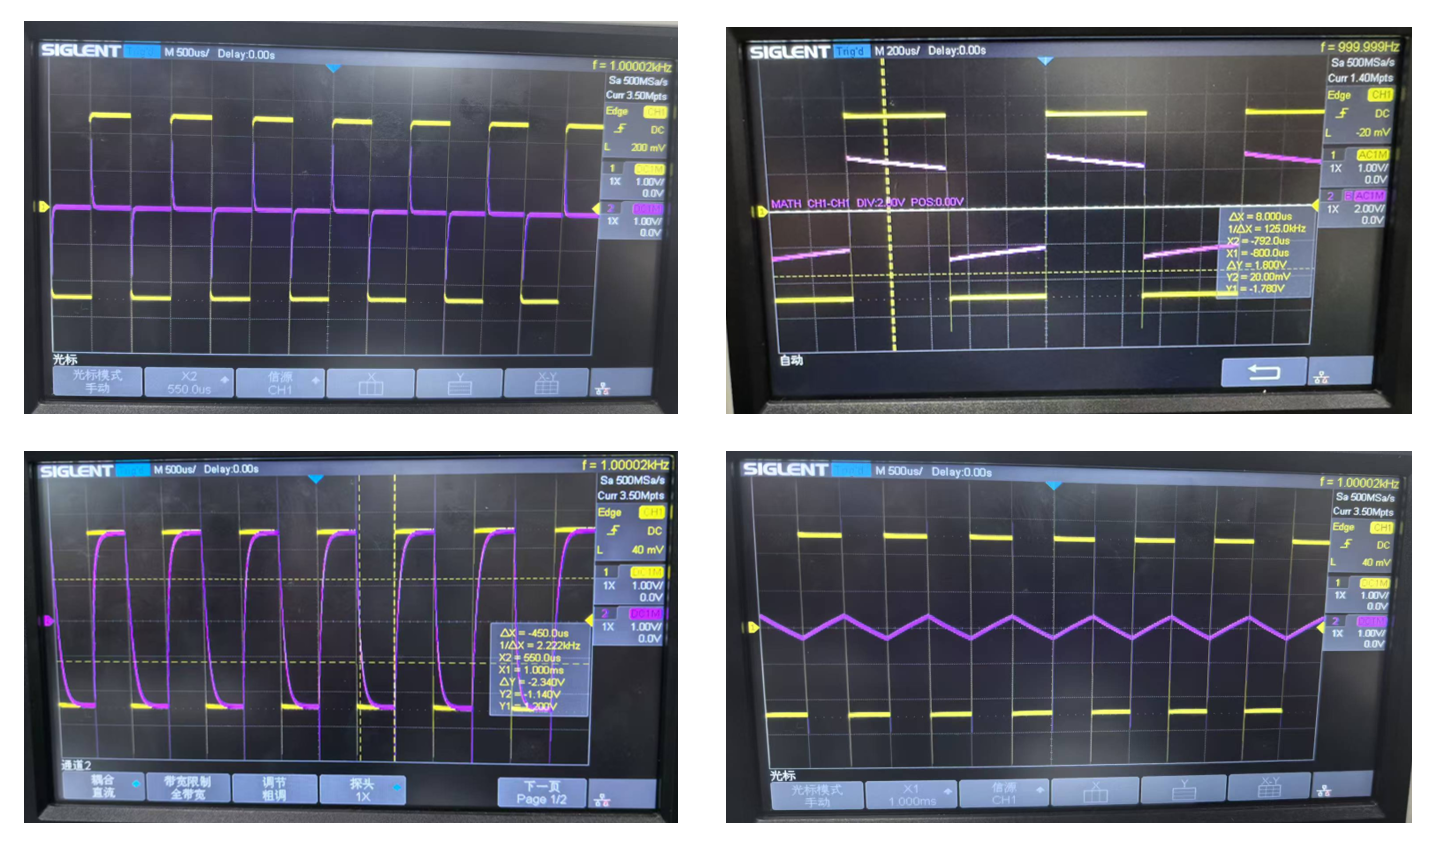 SIGLENT Trig'd M 500us/ Delay:0.00s
f = 1.00002kHz
Sa 500MSa/s
Curr 3.50Mpts
Edge CH1
DC
L 200 mV
1 DC1M
1X 1.00V/
0.0V
2 DC1M
1X 1.00V/
0.0V
光标
光标模式 手动
X2 550.0us
信源 CH1
X
Y
X-Y
SIGLENT Trig'd M 200us/ Delay:0.00s
f = 999.999Hz
Sa 500MSa/s
Curr 1.40Mpts
Edge CH1
DC
L -20 mV
1 AC1M
1X 1.00V/
0.0V
2 B AC1M
1X 2.00V/
0.0V
MATH CH1-CH1 DIV:2.00V POS:0.00V
ΔX = 8.000us
1/ΔX = 125.0kHz
X2 = -792.0us
X1 = -800.0us
ΔY = 1.800V
Y2 = 20.00mV
Y1 = -1.780V
自动
SIGLENT M 500us/ Delay:0.00s
f = 1.00002kHz
Sa 500MSa/s
Curr 3.50Mpts
Edge CH1
DC
L 40 mV
1 DC1M
1X 1.00V/
0.0V
2 DC1M
1X 1.00V/
0.0V
ΔX = -450.0us
1/ΔX = 2.222kHz
X2 = 550.0us
X1 = 1.000ms
ΔY = -2.340V
Y2 = -1.140V
Y1 = 1.200V
通道2
耦合 直流
带宽限制 全带宽
调节 粗调
探头 1X
下一页 Page 1/2
SIGLENT Trig'd M 500us/ Delay:0.00s
f = 1.00002kHz
Sa 500MSa/s
Curr 3.50Mpts
Edge CH1
DC
L 40 mV
1 DC1M
1X 1.00V/
0.0V
2 DC1M
1X 1.00V/
0.0V
光标
光标模式 手动
X1 1.000ms
信源 CH1
X
Y
X-Y